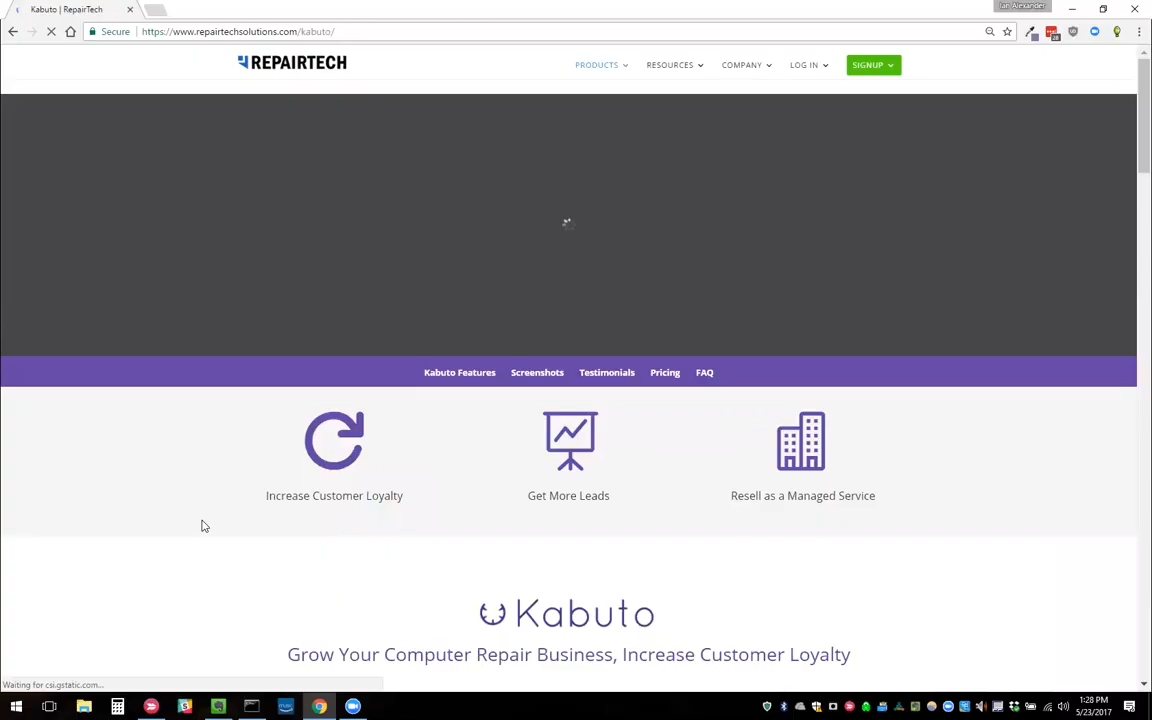 Kabuto | RepairTech
Ian Alexander
Secure
https://www.repairtechsolutions.com/kabuto/
REPAIRTECH
PRODUCTS
RESOURCES
COMPANY
LOG IN
SIGNUP
Kabuto Features
Screenshots
Testimonials
Pricing
FAQ
Increase Customer Loyalty
Get More Leads
Resell as a Managed Service
Kabuto
Grow Your Computer Repair Business, Increase Customer Loyalty
Waiting for csi.gstatic.com...
1:28 PM
5/23/2017